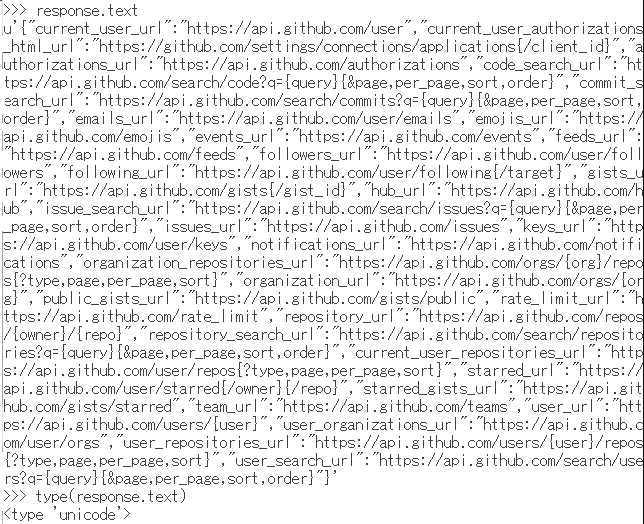 >>> response.text
u'{"current_user_url":"https://api.github.com/user","current_user_authorizations
_html_url":"https://github.com/settings/connections/applications{/client_id}","a
uthorizations_url":"https://api.github.com/authorizations","code_search_url":"ht
tps://api.github.com/search/code?q={query}{&page,per_page,sort,order}","commit_s
earch_url":"https://api.github.com/search/commits?q={query}{&page,per_page,sort,
order}","emails_url":"https://api.github.com/user/emails","emojis_url":"https://
api.github.com/emojis","events_url":"https://api.github.com/events","feeds_url":
"https://api.github.com/feeds","followers_url":"https://api.github.com/user/foll
owers","following_url":"https://api.github.com/user/following{/target}","gists_u
rl":"https://api.github.com/gists{/gist_id}","hub_url":"https://api.github.com/h
ub","issue_search_url":"https://api.github.com/search/issues?q={query}{&page,per
_page,sort,order}","issues_url":"https://api.github.com/issues","keys_url":"http
s://api.github.com/user/keys","notifications_url":"https://api.github.com/notifi
cations","organization_repositories_url":"https://api.github.com/orgs/{org}/repo
s{?type,page,per_page,sort}","organization_url":"https://api.github.com/orgs/{or
g}","public_gists_url":"https://api.github.com/gists/public","rate_limit_url":"h
ttps://api.github.com/rate_limit","repository_url":"https://api.github.com/repos
/{owner}/{repo}","repository_search_url":"https://api.github.com/search/reposito
ries?q={query}{&page,per_page,sort,order}","current_user_repositories_url":"http
s://api.github.com/user/repos{?type,page,per_page,sort}","starred_url":"https://
api.github.com/user/starred{/owner}{/repo}","starred_gists_url":"https://api.git
hub.com/gists/starred","team_url":"https://api.github.com/teams","user_url":"htt
ps://api.github.com/users/{user}","user_organizations_url":"https://api.github.c
om/user/orgs","user_repositories_url":"https://api.github.com/users/{user}/repos
{?type,page,per_page,sort}","user_search_url":"https://api.github.com/search/use
rs?q={query}{&page,per_page,sort,order}"}'
>>> type(response.text)
<type 'unicode'>